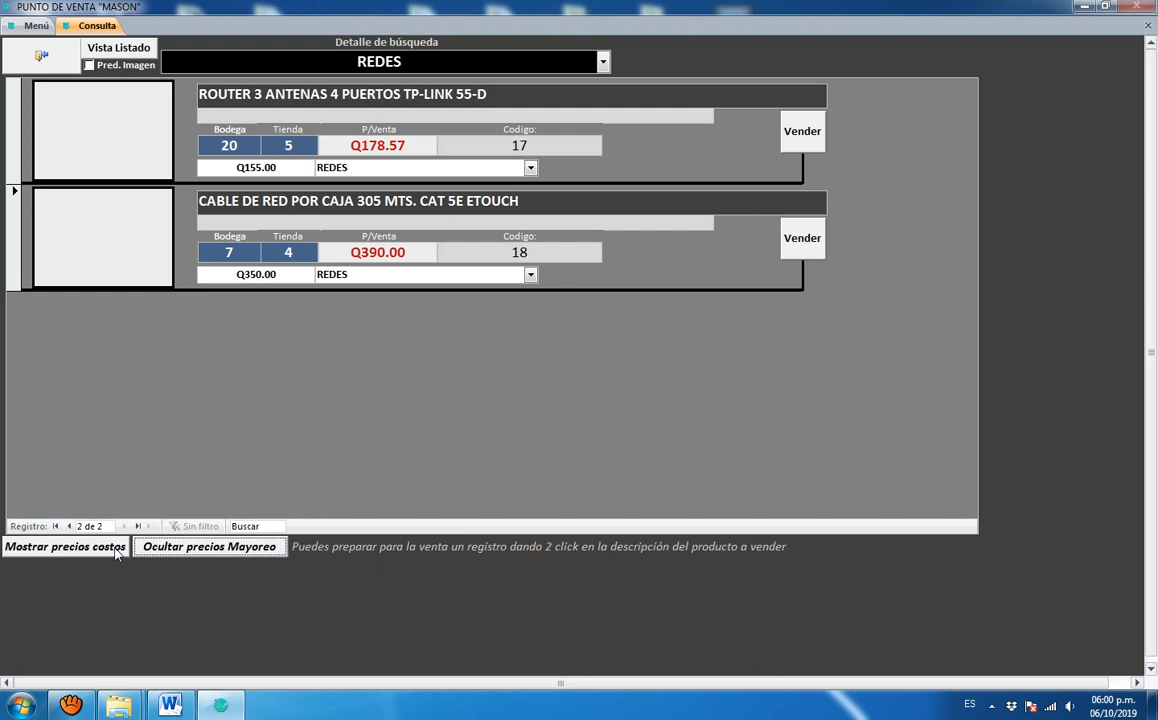 PUNTO DE VENTA "MASON"
Menú
Consulta
Vista Listado
Pred. Imagen
Detalle de búsqueda
REDES
ROUTER 3 ANTENAS 4 PUERTOS TP-LINK 55-D
Bodega Tienda P/Venta Codigo:
20 5 Q178.57 17
Vender
Q155.00 REDES
CABLE DE RED POR CAJA 305 MTS. CAT 5E ETOUCH
Bodega Tienda P/Venta Codigo:
7 4 Q390.00 18
Vender
Q350.00 REDES
Registro: 2 de 2 Sin filtro Buscar
Mostrar precios costos Ocultar precios Mayoreo Puedes preparar para la venta un registro dando 2 click en la descripción del producto a vender
ES
06:00 p.m.
06/10/2019